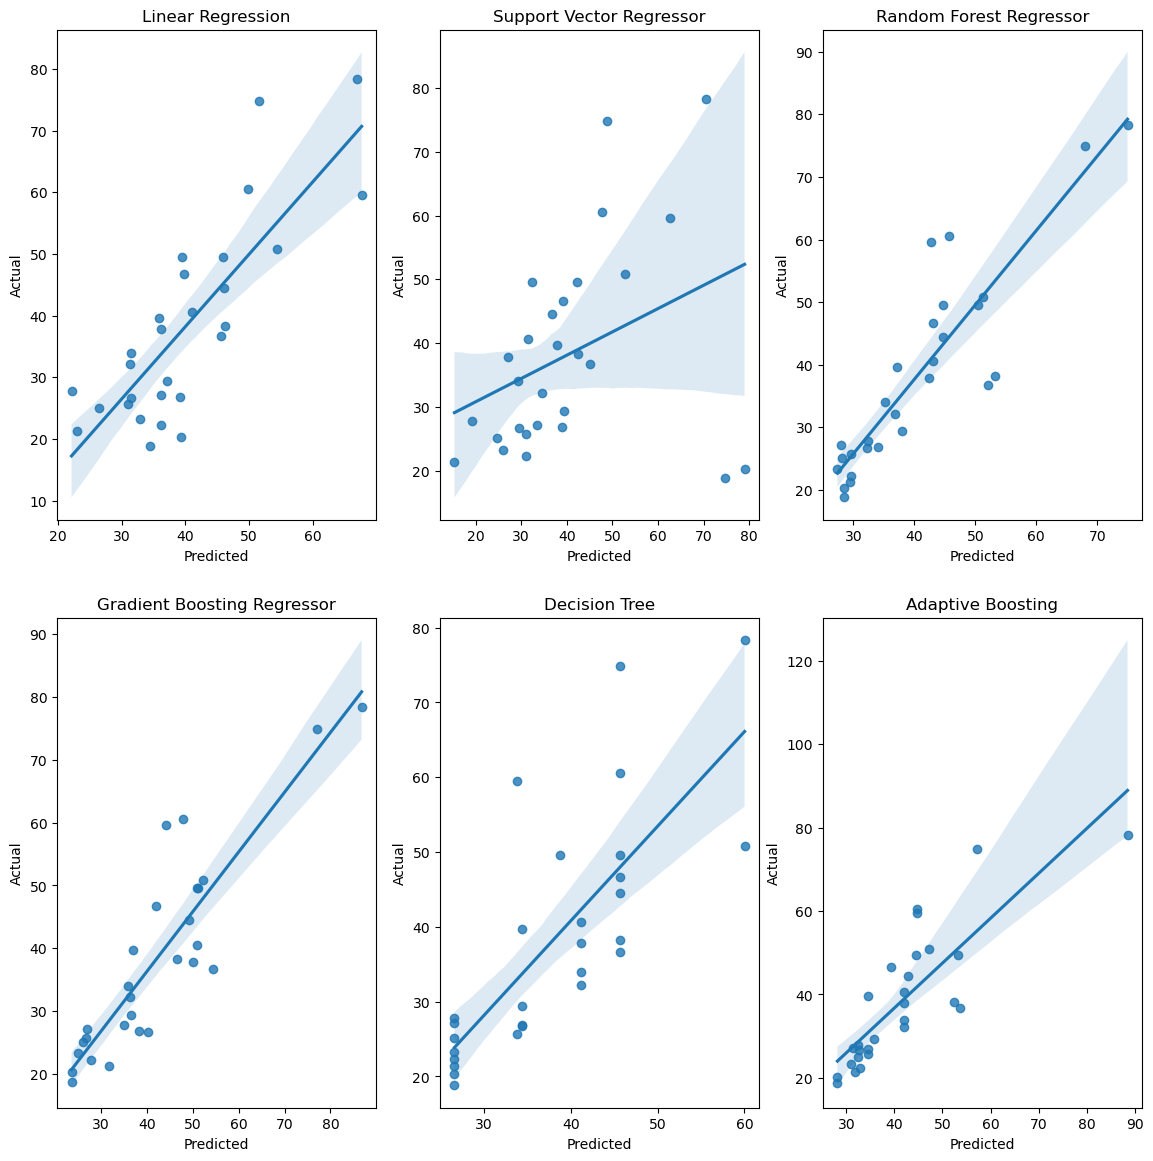 Linear Regression
Support Vector Regressor
Random Forest Regressor
80
70
60
50
40
30
20
10
Actual
20 30 40 50 60
Predicted
80
70
60
50
40
30
20
Actual
20 30 40 50 60 70 80
Predicted
90
80
70
60
50
40
30
20
Actual
30 40 50 60 70
Predicted
Gradient Boosting Regressor
Decision Tree
Adaptive Boosting
90
80
70
60
50
40
30
20
Actual
30 40 50 60 70 80
Predicted
80
70
60
50
40
30
20
Actual
30 40 50 60
Predicted
120
100
80
60
40
20
Actual
30 40 50 60 70 80 90
Predicted